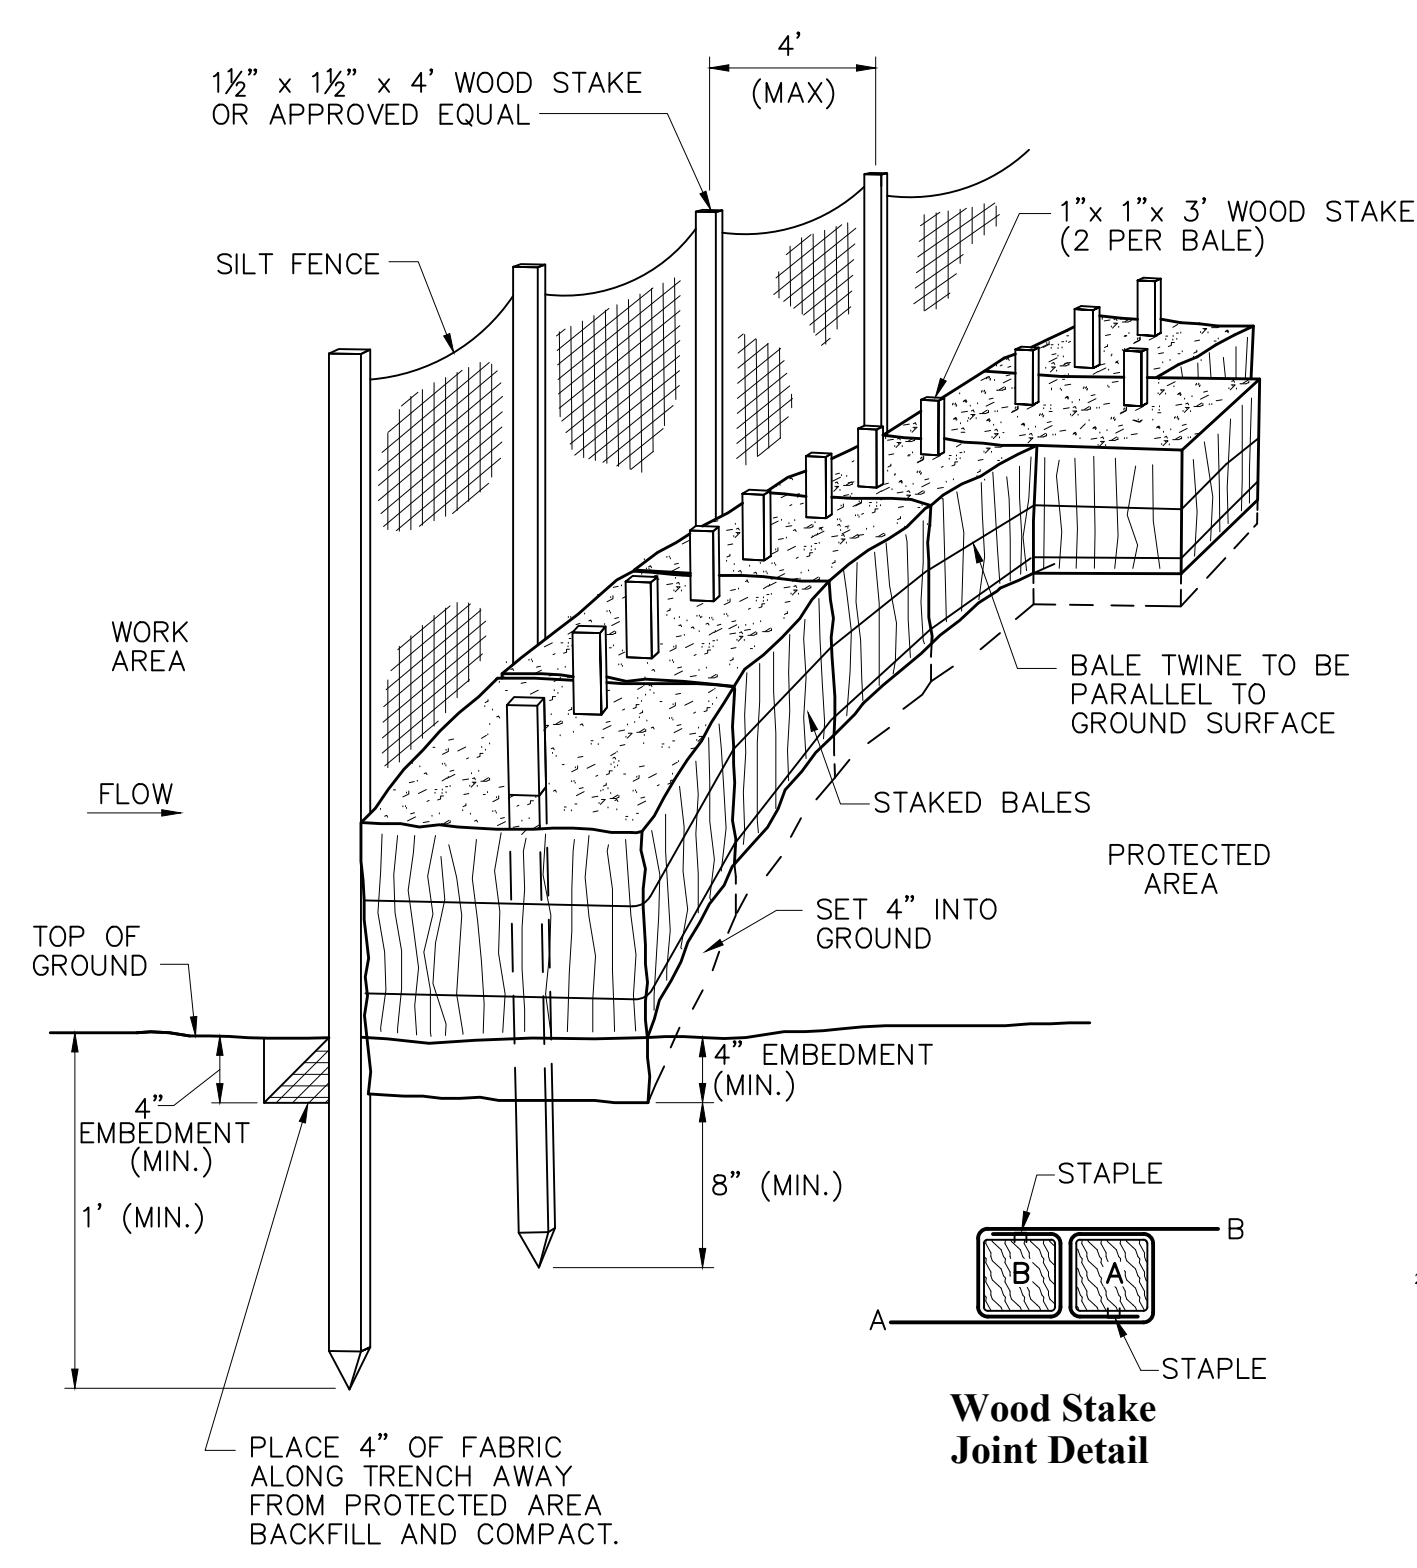 4’
(MAX)
1½” x 1½” x 4’ WOOD STAKE
OR APPROVED EQUAL
1”x 1”x 3’ WOOD STAKE
(2 PER BALE)
SILT FENCE
WORK
AREA
BALE TWINE TO BE
PARALLEL TO
GROUND SURFACE
FLOW
STAKED BALES
PROTECTED
AREA
SET 4” INTO
GROUND
TOP OF
GROUND
4” EMBEDMENT
(MIN.)
4”
EMBEDMENT
(MIN.)
8” (MIN.)
1’ (MIN.)
STAPLE
B
B
A
A
STAPLE
Wood Stake
Joint Detail
PLACE 4” OF FABRIC
ALONG TRENCH AWAY
FROM PROTECTED AREA
BACKFILL AND COMPACT.